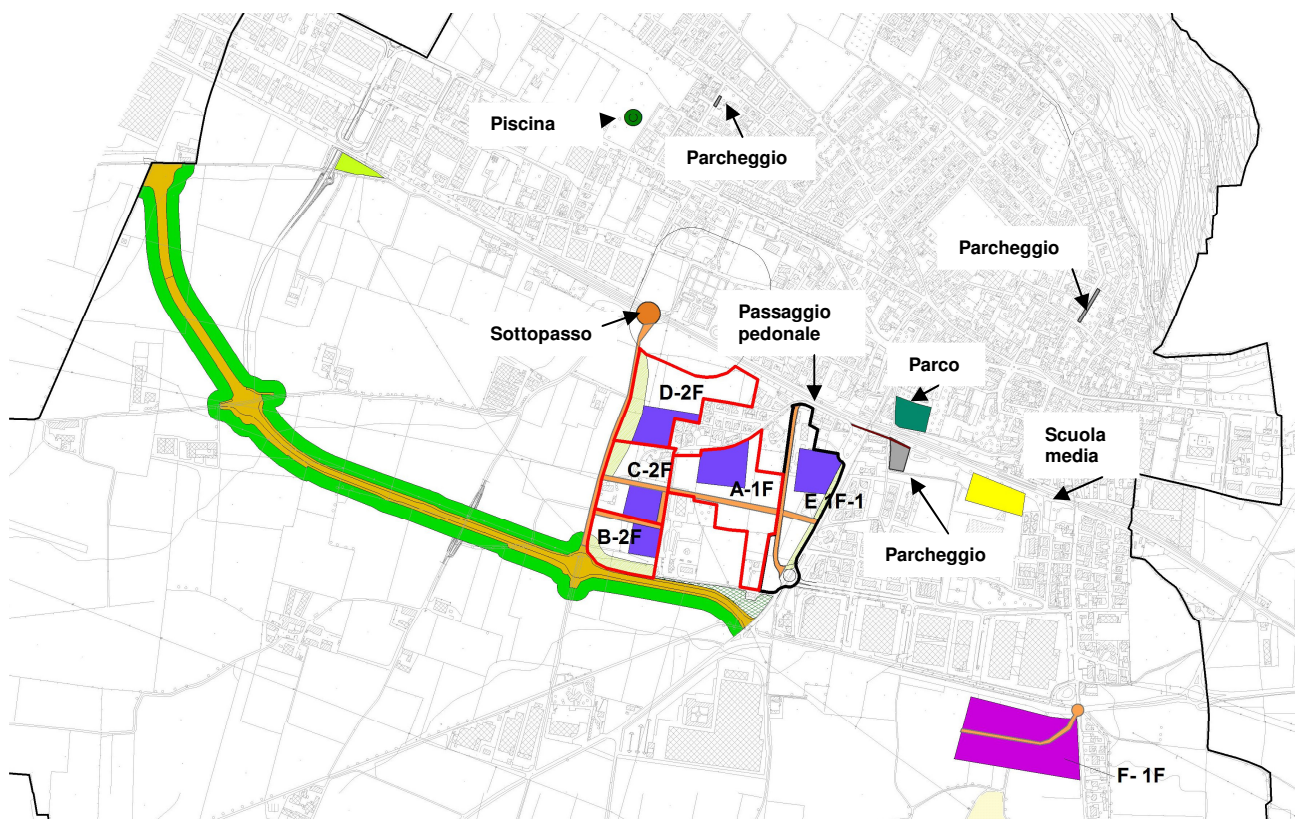 Piscina
Parcheggio
Parcheggio
Sottopasso
Passaggio
pedonale
Parco
D-2F
Scuola
media
C-2F
A-1F
E 1F-1
B-2F
Parcheggio
F- 1F